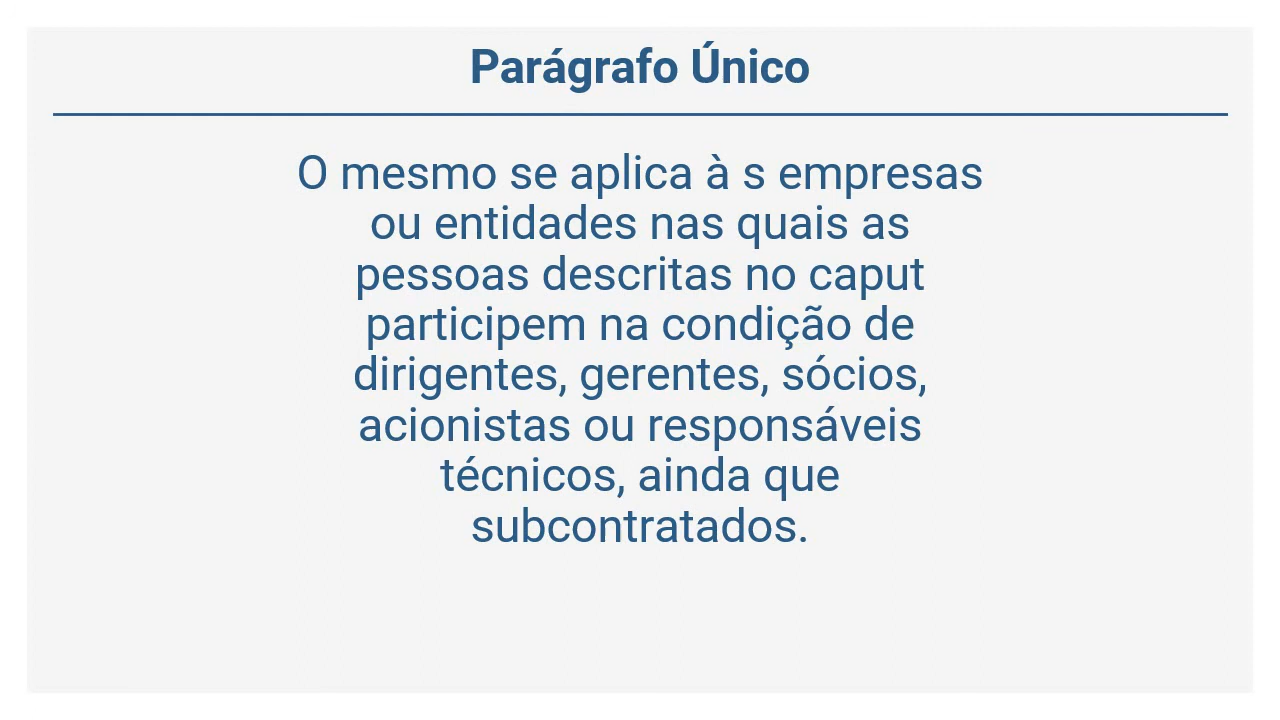 Parágrafo Único
O mesmo se aplica à s empresas
ou entidades nas quais as
pessoas descritas no caput
participem na condição de
dirigentes, gerentes, sócios,
acionistas ou responsáveis
técnicos, ainda que
subcontratados.